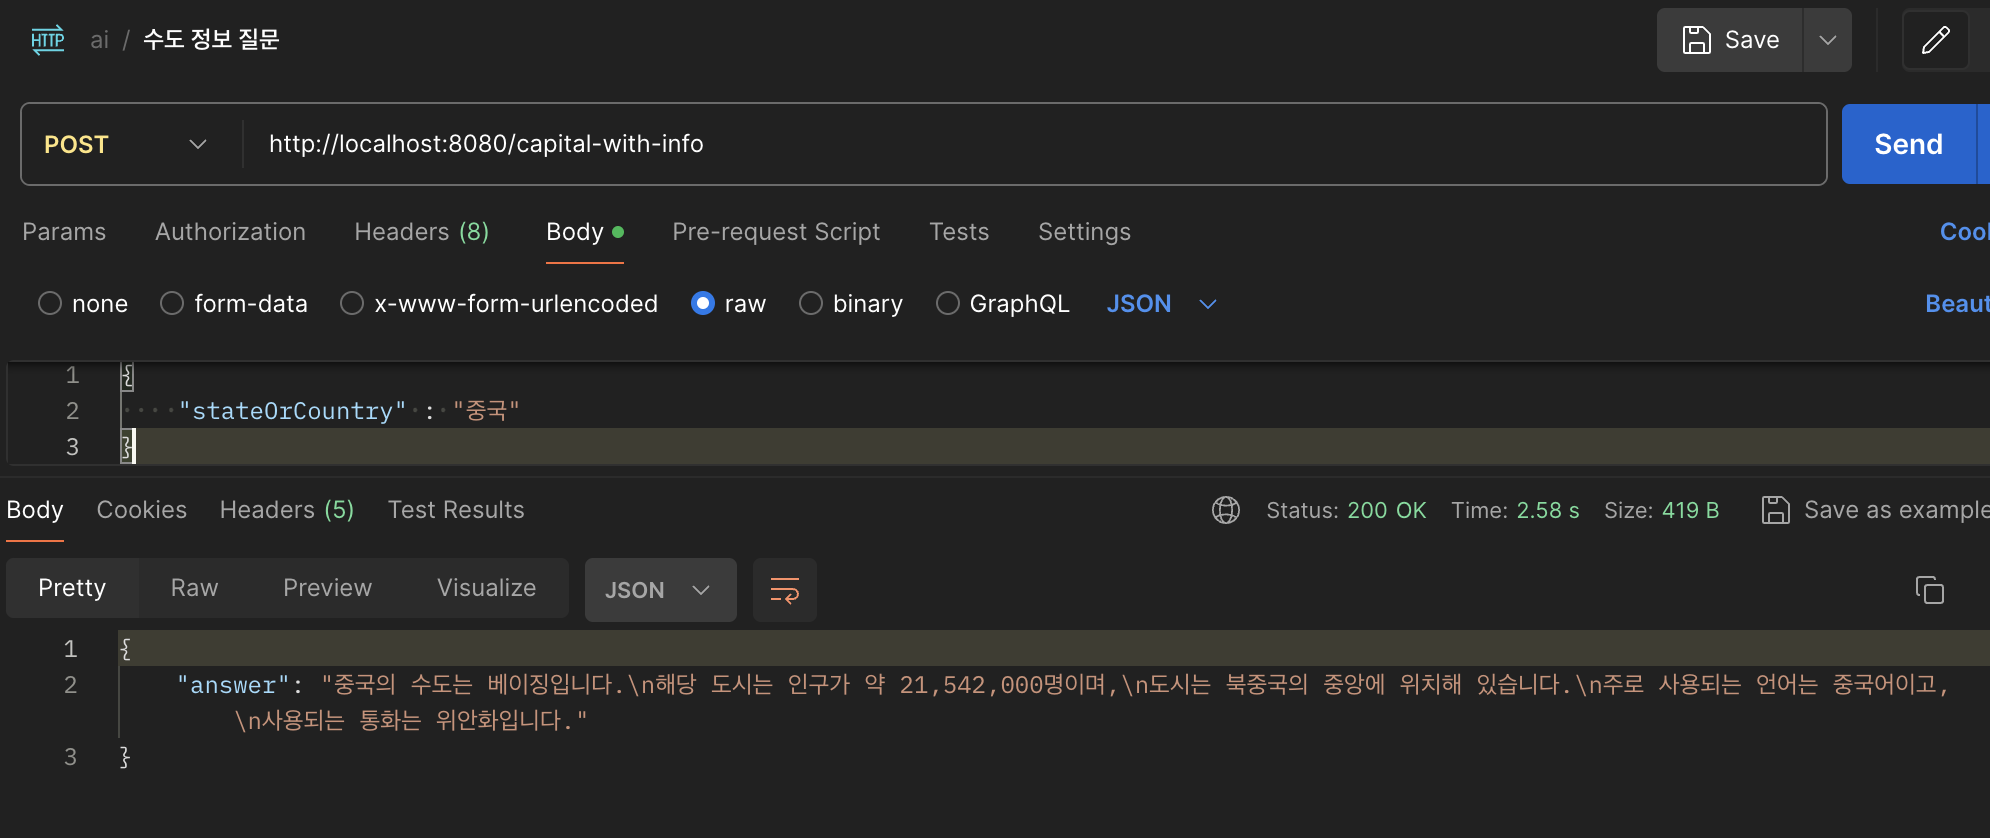 HTTP ai / 수도 정보 질문 Save
POST http://localhost:8080/capital-with-info Send
Params Authorization Headers (8) Body Pre-request Script Tests Settings
none form-data x-www-form-urlencoded raw binary GraphQL JSON
1 {
2 "stateOrCountry" : "중국"
3 }
Body Cookies Headers (5) Test Results Status: 200 OK Time: 2.58 s Size: 419 B Save as example
Pretty Raw Preview Visualize JSON
1 {
2 "answer": "중국의 수도는 베이징입니다.\n해당 도시는 인구가 약 21,542,000명이며,\n도시는 북중국의 중앙에 위치해 있습니다.\n주로 사용되는 언어는 중국어이고,
\n사용되는 통화는 위안화입니다."
3 }